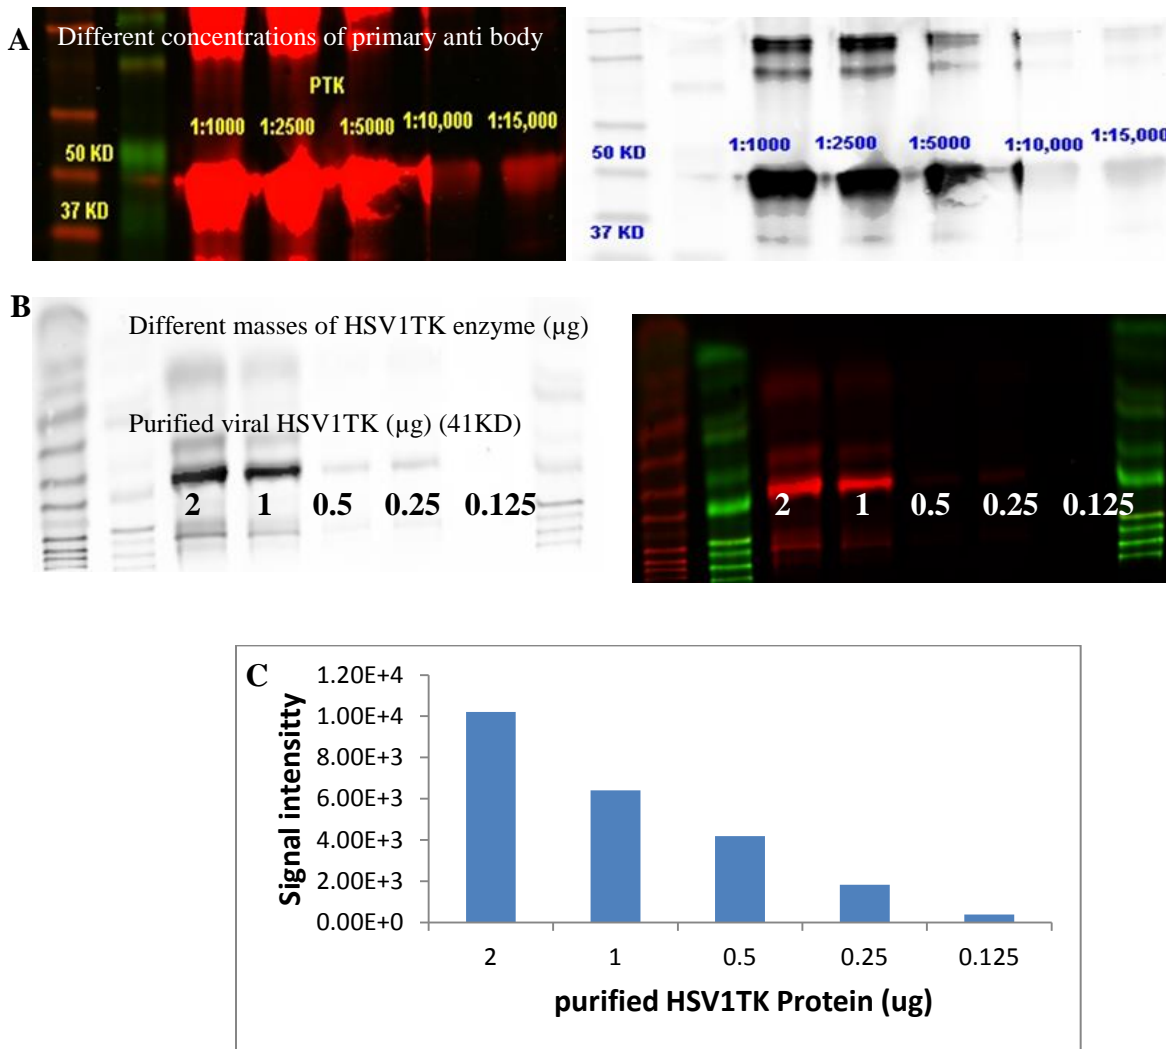 A
Different concentrations of primary anti body
PTK
1:1000 1:2500 1:5000 1:10,000 1:15,000
50 KD
37 KD
1:1000 1:2500 1:5000 1:10,000 1:15,000
50 KD
37 KD
B
Different masses of HSV1TK enzyme (µg)
Purified viral HSV1TK (µg) (41KD)
2 1 0.5 0.25 0.125
2 1 0.5 0.25 0.125
C
Signal intensitty
1.20E+4
1.00E+4
8.00E+3
6.00E+3
4.00E+3
2.00E+3
0.00E+0
2 1 0.5 0.25 0.125
purified HSV1TK Protein (ug)